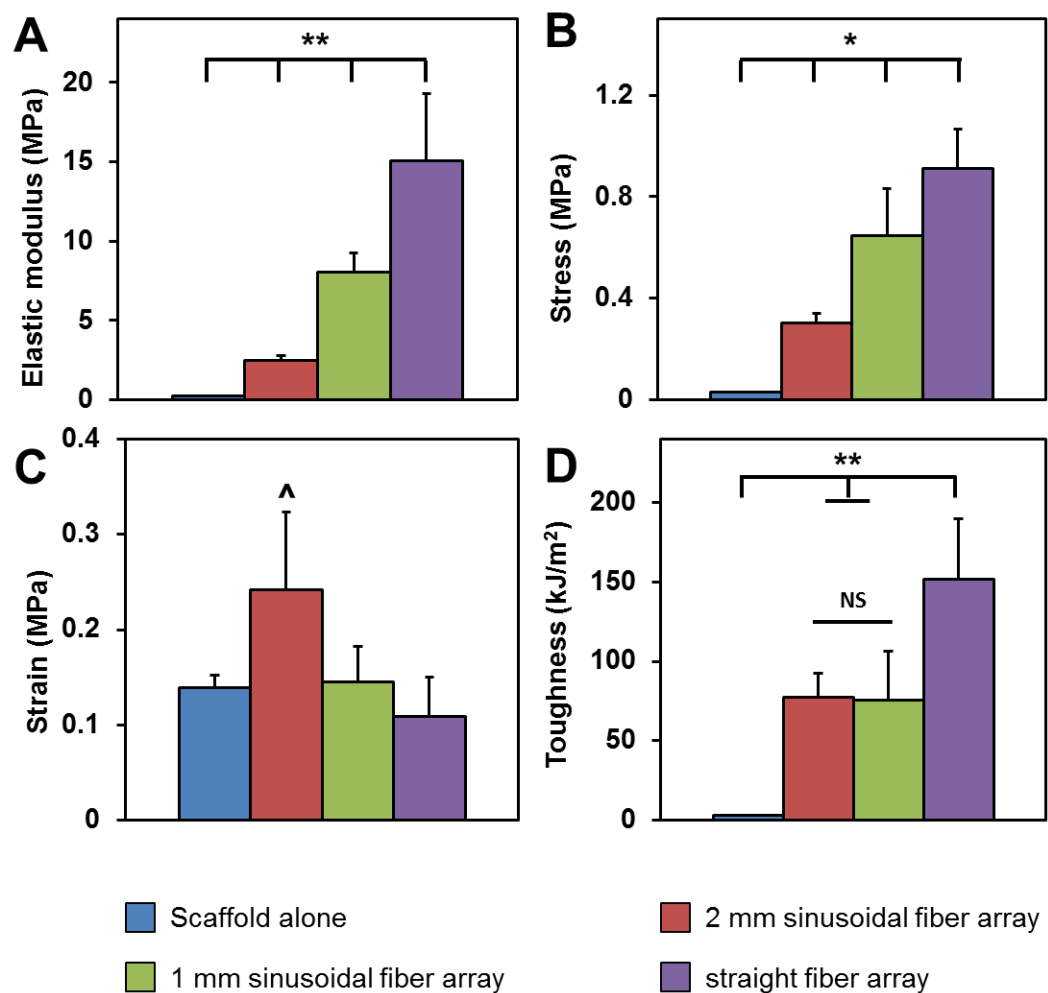 A
**
Elastic modulus (MPa)
20
15
10
5
0
B
*
Stress (MPa)
1.2
0.8
0.4
0
C
^
Strain (MPa)
0.4
0.3
0.2
0.1
0
D
**
NS
Toughness (kJ/m²)
200
150
100
50
0
Scaffold alone
2 mm sinusoidal fiber array
1 mm sinusoidal fiber array
straight fiber array